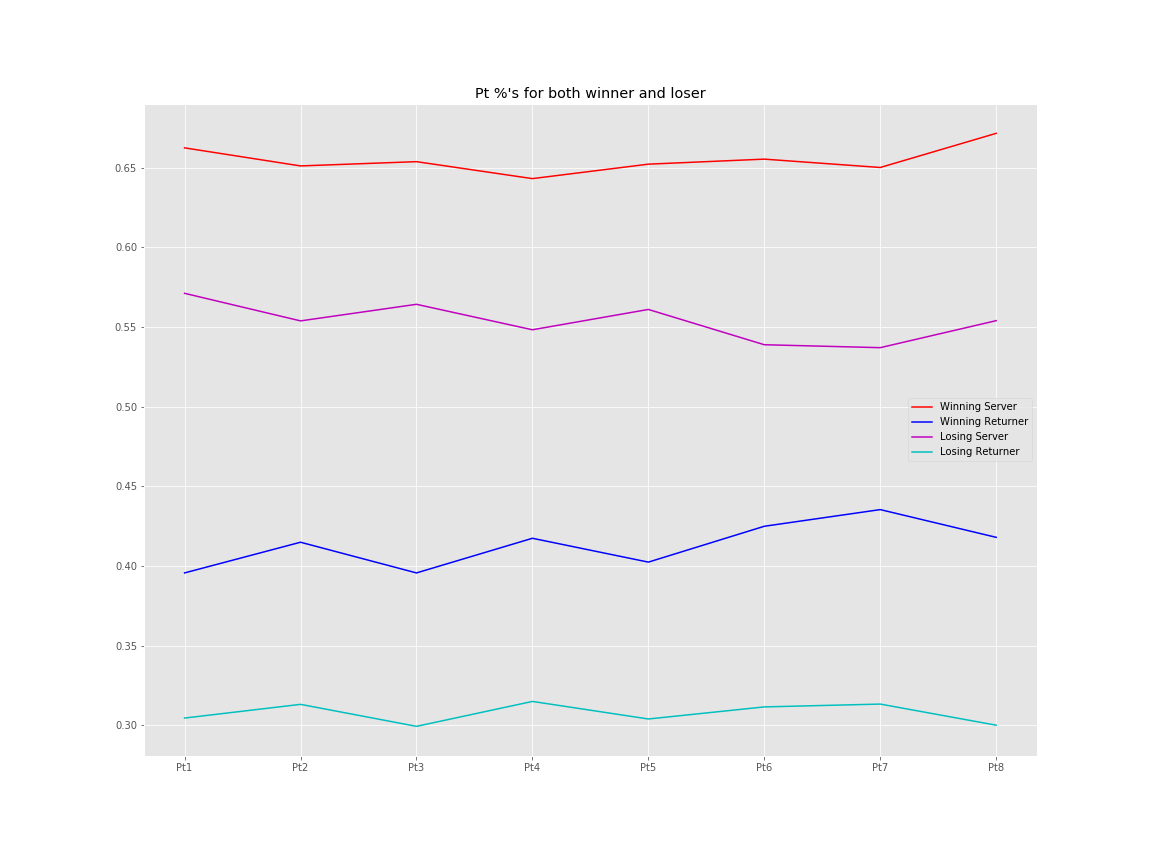 Pt %'s for both winner and loser
0.65
0.60
0.55
0.50
0.45
0.40
0.35
0.30
Winning Server
Winning Returner
Losing Server
Losing Returner
Pt1 Pt2 Pt3 Pt4 Pt5 Pt6 Pt7 Pt8